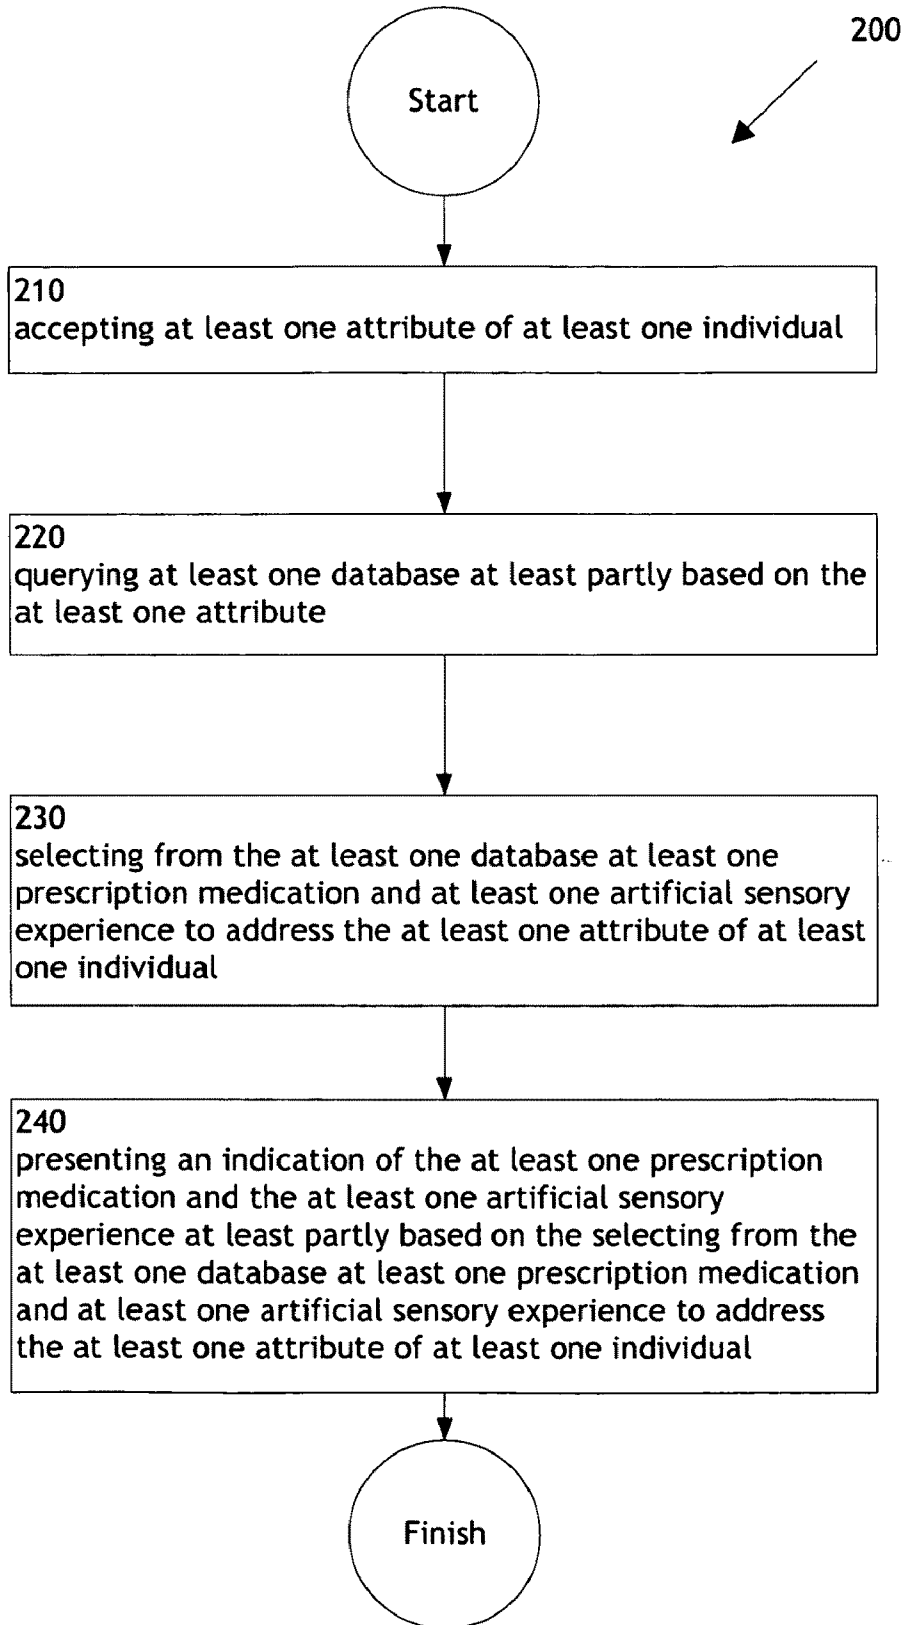 200
Start
210
accepting at least one attribute of at least one individual
220
querying at least one database at least partly based on the
at least one attribute
230
selecting from the at least one database at least one
prescription medication and at least one artificial sensory
experience to address the at least one attribute of at least
one individual
240
presenting an indication of the at least one prescription
medication and the at least one artificial sensory
experience at least partly based on the selecting from the
at least one database at least one prescription medication
and at least one artificial sensory experience to address
the at least one attribute of at least one individual
Finish